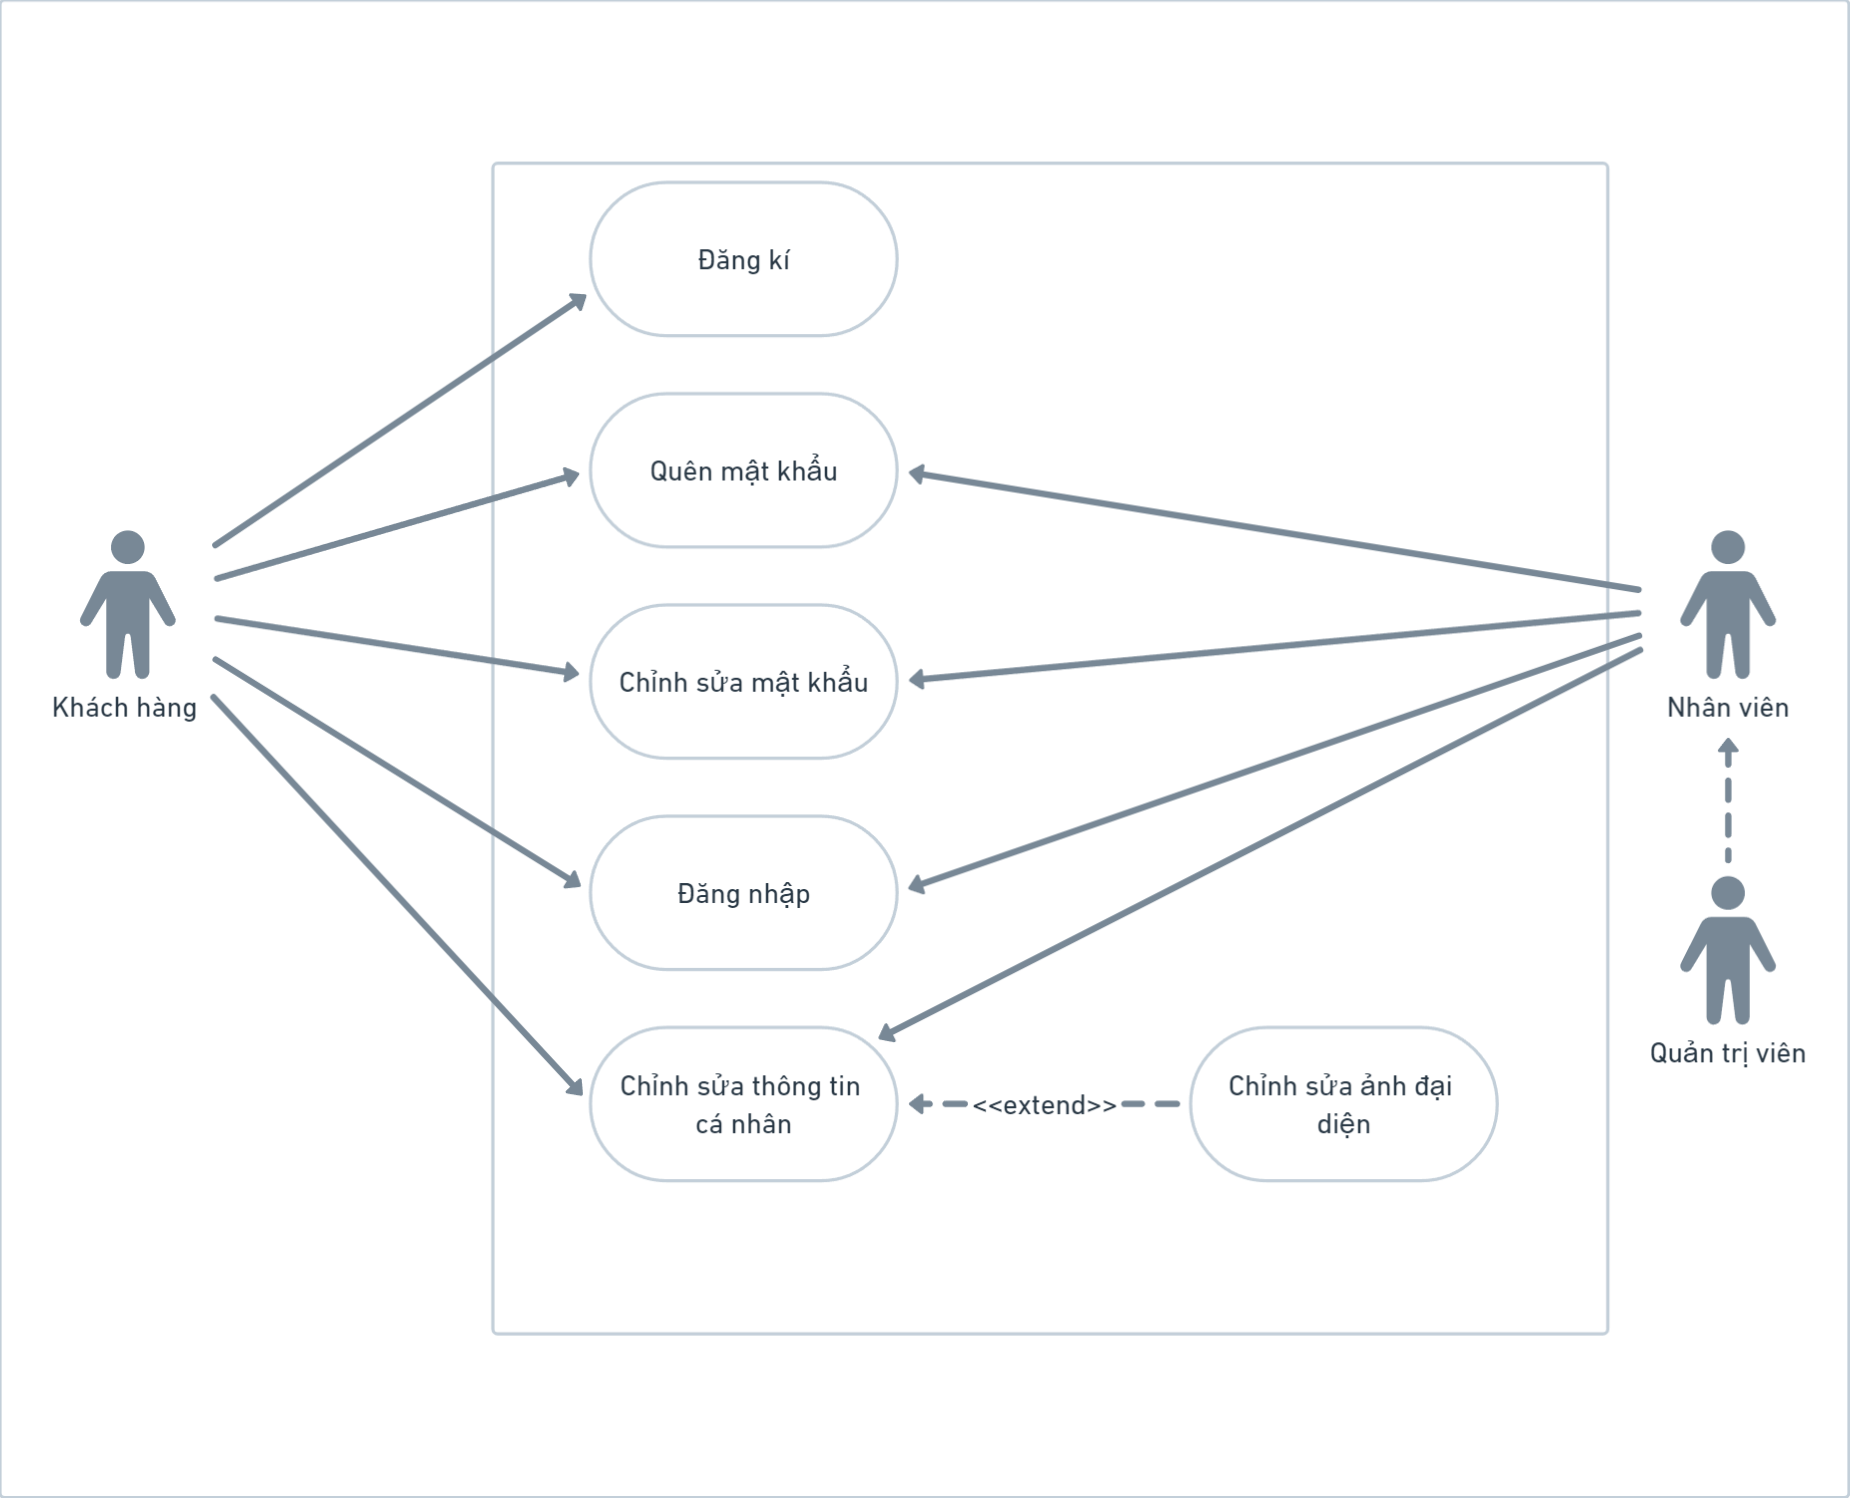 Đăng kí
Quên mật khẩu
Chỉnh sửa mật khẩu
Khách hàng
Nhân viên
Đăng nhập
Quản trị viên
Chỉnh sửa thông tin
cá nhân
<<extend>>
Chỉnh sửa ảnh đại
diện